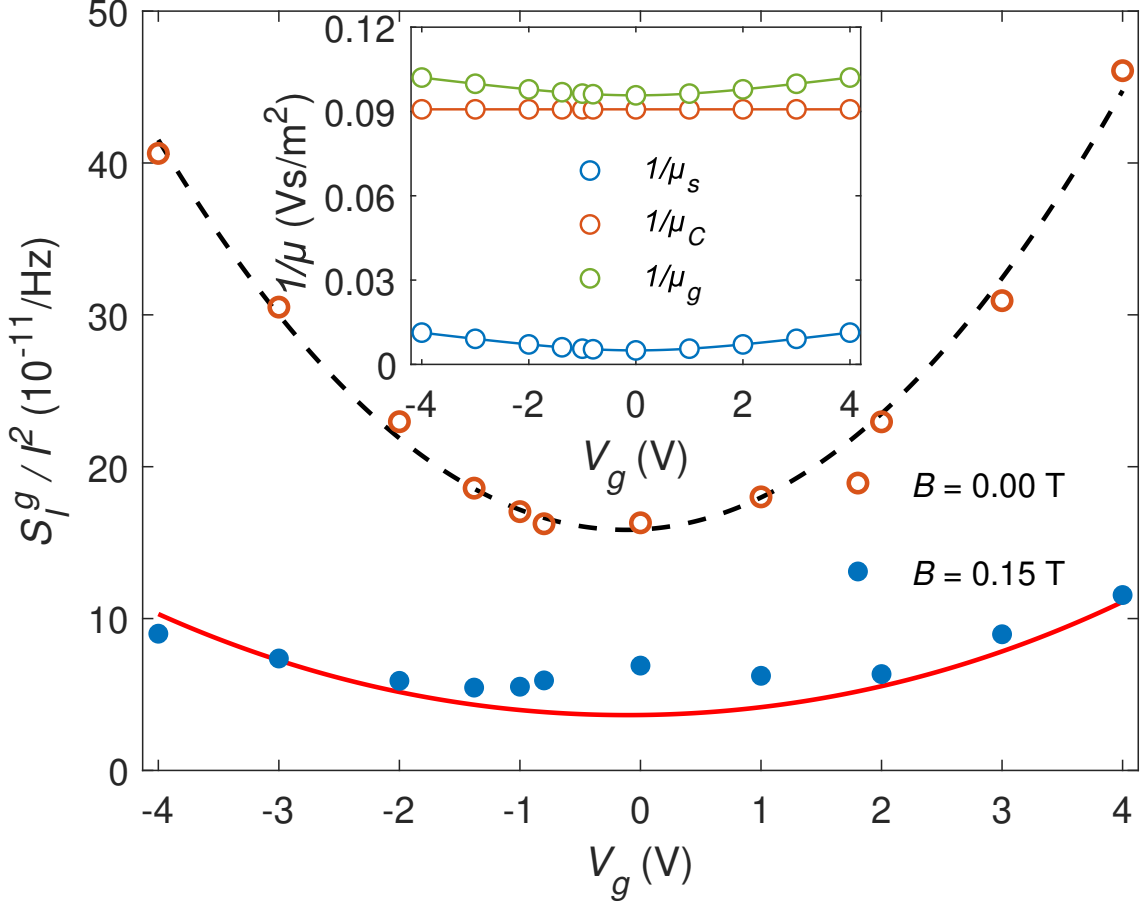 50
40
30
20
10
0
S_I^g / I^2 (10^-11/Hz)
0.12
0.09
0.06
0.03
0
1/μ (Vs/m^2)
1/μ_s
1/μ_C
1/μ_g
-4 -2 0 2 4
V_g (V)
B = 0.00 T
B = 0.15 T
-4 -3 -2 -1 0 1 2 3 4
V_g (V)